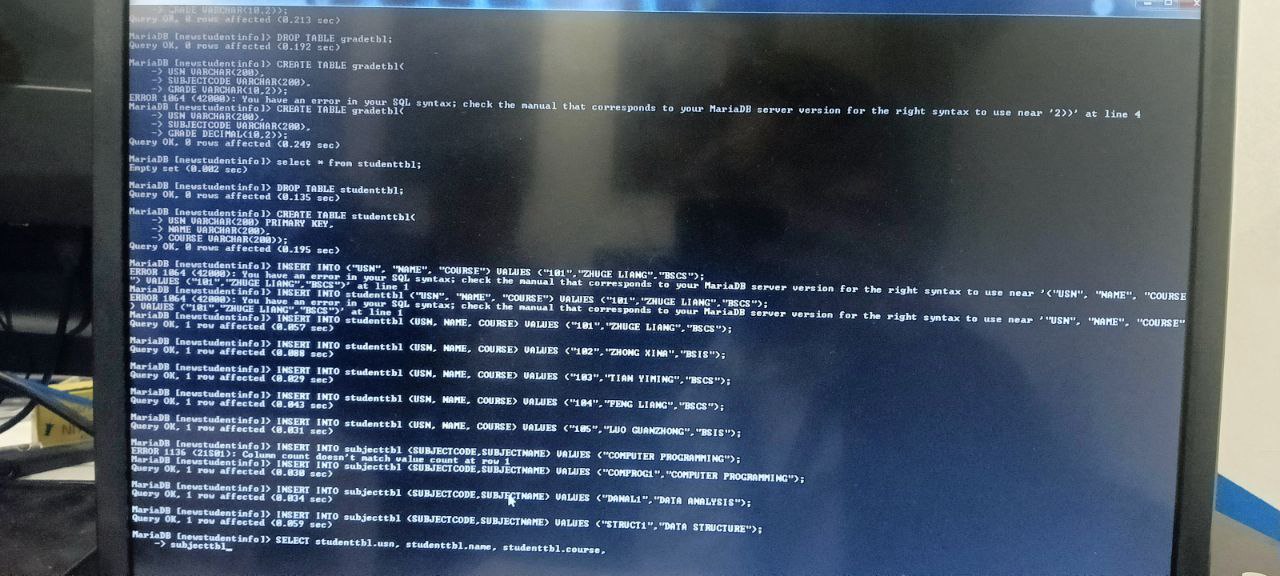 -> GRADE VARCHAR(10,2));
Query OK, 0 rows affected (0.213 sec)
MariaDB [newstudentinfo]> DROP TABLE gradetbl;
Query OK, 0 rows affected (0.192 sec)
MariaDB [newstudentinfo]> CREATE TABLE gradetbl(
-> USN VARCHAR(200),
-> SUBJECTCODE VARCHAR(200),
-> GRADE VARCHAR(10,2));
ERROR 1064 (42000): You have an error in your SQL syntax; check the manual that corresponds to your MariaDB server version for the right syntax to use near '2))' at line 4
MariaDB [newstudentinfo]> CREATE TABLE gradetbl(
-> USN VARCHAR(200),
-> SUBJECTCODE VARCHAR(200),
-> GRADE DECIMAL(10,2));
Query OK, 0 rows affected (0.249 sec)
MariaDB [newstudentinfo]> select * from studenttbl;
Empty set (0.002 sec)
MariaDB [newstudentinfo]> DROP TABLE studenttbl;
Query OK, 0 rows affected (0.135 sec)
MariaDB [newstudentinfo]> CREATE TABLE studenttbl(
-> USN VARCHAR(200) PRIMARY KEY,
-> NAME VARCHAR(200),
-> COURSE VARCHAR(200));
Query OK, 0 rows affected (0.195 sec)
MariaDB [newstudentinfo]> INSERT INTO ("USN", "NAME", "COURSE") VALUES ("101","ZHUGE LIANG","BSCS");
ERROR 1064 (42000): You have an error in your SQL syntax; check the manual that corresponds to your MariaDB server version for the right syntax to use near '("USN", "NAME", "COURSE
") VALUES ("101","ZHUGE LIANG","BSCS")' at line 1
MariaDB [newstudentinfo]> INSERT INTO studenttbl ("USN", "NAME", "COURSE") VALUES ("101","ZHUGE LIANG","BSCS");
ERROR 1064 (42000): You have an error in your SQL syntax; check the manual that corresponds to your MariaDB server version for the right syntax to use near '"USN", "NAME", "COURSE"
) VALUES ("101","ZHUGE LIANG","BSCS")' at line 1
MariaDB [newstudentinfo]> INSERT INTO studenttbl (USN, NAME, COURSE) VALUES ("101","ZHUGE LIANG","BSCS");
Query OK, 1 row affected (0.057 sec)
MariaDB [newstudentinfo]> INSERT INTO studenttbl (USN, NAME, COURSE) VALUES ("102","ZHONG XINA","BSIS");
Query OK, 1 row affected (0.088 sec)
MariaDB [newstudentinfo]> INSERT INTO studenttbl (USN, NAME, COURSE) VALUES ("103","TIAN YIMING","BSCS");
Query OK, 1 row affected (0.029 sec)
MariaDB [newstudentinfo]> INSERT INTO studenttbl (USN, NAME, COURSE) VALUES ("104","FENG LIANG","BSCS");
Query OK, 1 row affected (0.043 sec)
MariaDB [newstudentinfo]> INSERT INTO studenttbl (USN, NAME, COURSE) VALUES ("105","LUO GUANZHONG","BSIS");
Query OK, 1 row affected (0.031 sec)
MariaDB [newstudentinfo]> INSERT INTO subjecttbl (SUBJECTCODE,SUBJECTNAME) VALUES ("COMPUTER PROGRAMMING");
ERROR 1136 (21S01): Column count doesn't match value count at row 1
MariaDB [newstudentinfo]> INSERT INTO subjecttbl (SUBJECTCODE,SUBJECTNAME) VALUES ("COMPROG1","COMPUTER PROGRAMMING");
Query OK, 1 row affected (0.030 sec)
MariaDB [newstudentinfo]> INSERT INTO subjecttbl (SUBJECTCODE,SUBJECTNAME) VALUES ("DANAL1","DATA ANALYSIS");
Query OK, 1 row affected (0.034 sec)
MariaDB [newstudentinfo]> INSERT INTO subjecttbl (SUBJECTCODE,SUBJECTNAME) VALUES ("STRUCT1","DATA STRUCTURE");
Query OK, 1 row affected (0.059 sec)
MariaDB [newstudentinfo]> SELECT studenttbl.usn, studenttbl.name, studenttbl.course,
-> subjecttbl_